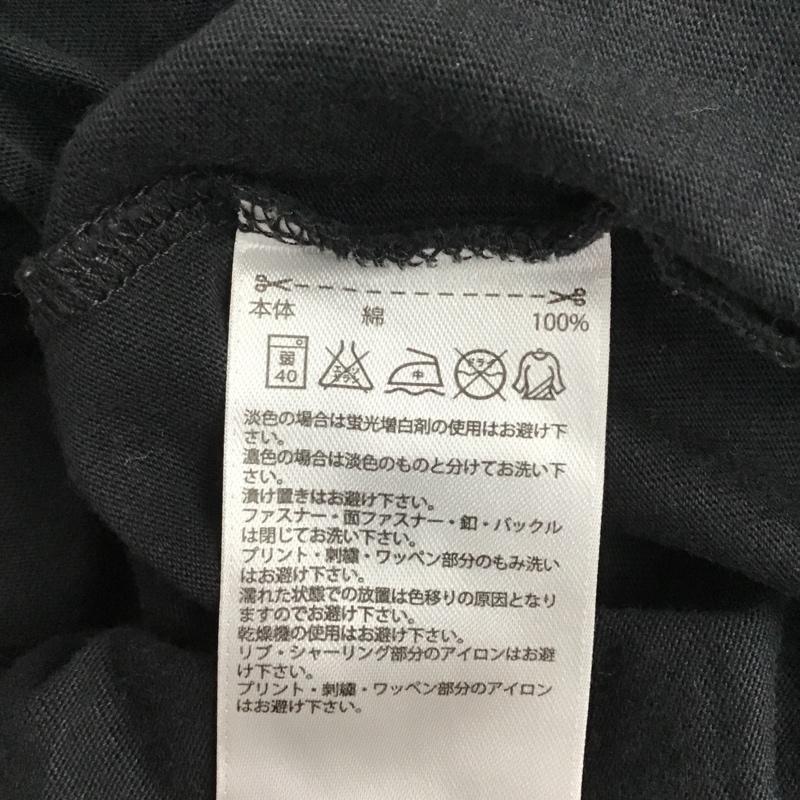 本体 綿 100%
弱 エンソ 中 ドライ
40 サラシ
淡色の場合は蛍光増白剤の使用はお避け下
さい。
濃色の場合は淡色のものと分けてお洗い下
さい。
漬け置きはお避け下さい。
ファスナー・面ファスナー・釦・バックル
は閉じてお洗い下さい。
プリント・刺繍・ワッペン部分のもみ洗い
はお避け下さい。
濡れた状態での放置は色移りの原因となり
ますのでお避け下さい。
乾燥機の使用はお避け下さい。
リブ・シャーリング部分のアイロンはお避
け下さい。
プリント・刺繍・ワッペン部分のアイロン
はお避け下さい。